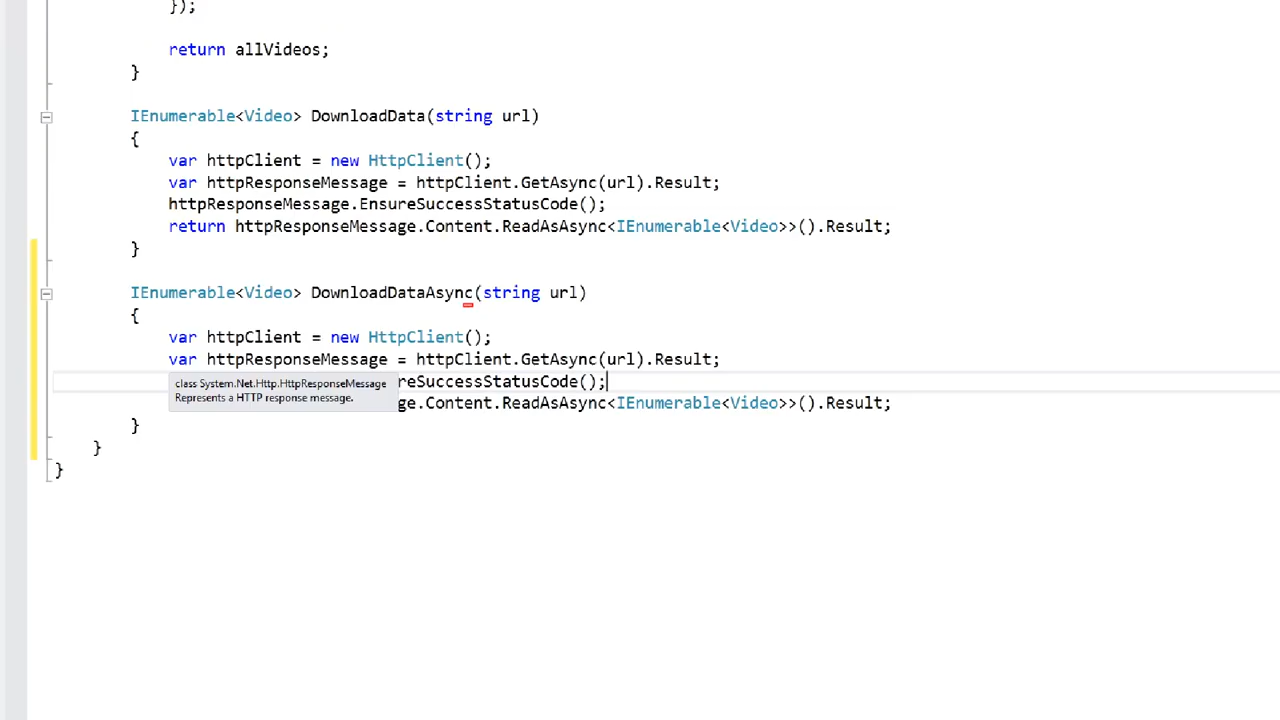 });
return allVideos;
}
IEnumerable<Video> DownloadData(string url)
{
var httpClient = new HttpClient();
var httpResponseMessage = httpClient.GetAsync(url).Result;
httpResponseMessage.EnsureSuccessStatusCode();
return httpResponseMessage.Content.ReadAsAsync<IEnumerable<Video>>().Result;
}
IEnumerable<Video> DownloadDataAsync(string url)
{
var httpClient = new HttpClient();
var httpResponseMessage = httpClient.GetAsync(url).Result;
class System.Net.Http.HttpResponseMessage
Represents a HTTP response message.
reSuccessStatusCode();
ge.Content.ReadAsAsync<IEnumerable<Video>>().Result;
}
}
}